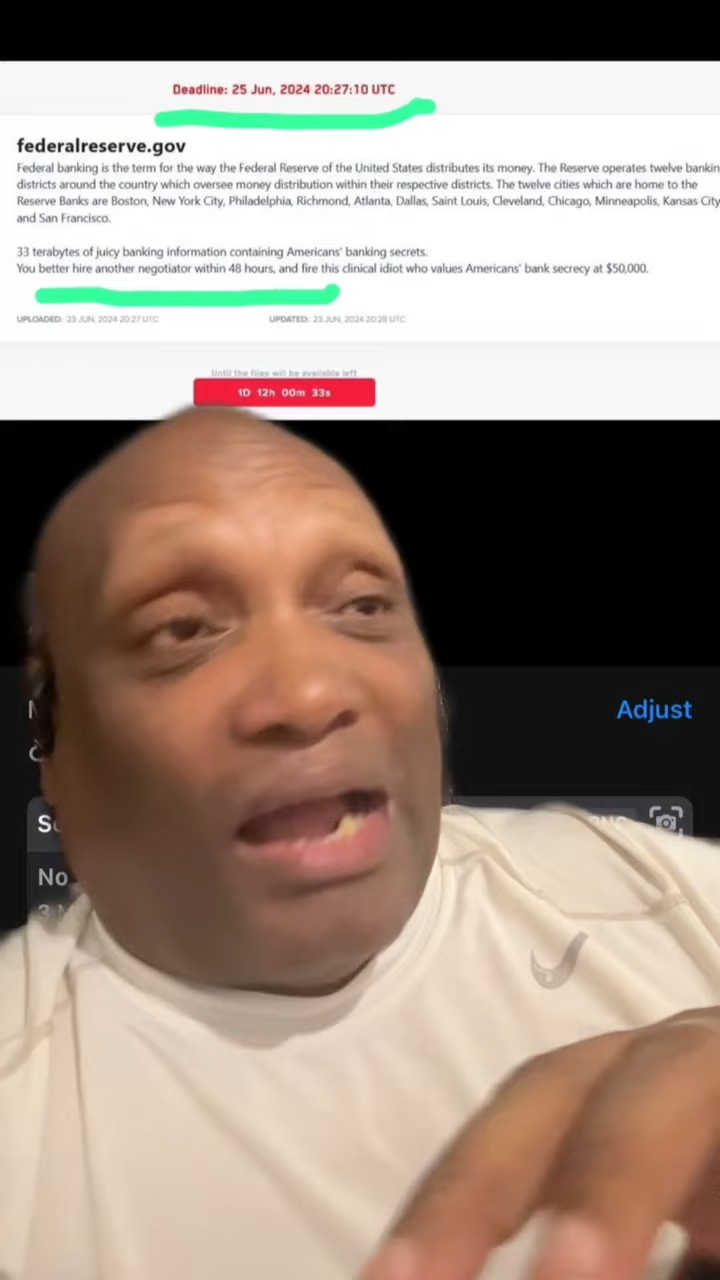 Deadline: 25 Jun, 2024 20:27:10 UTC
federalreserve.gov
Federal banking is the term for the way the Federal Reserve of the United States distributes its money. The Reserve operates twelve bankin
districts around the country which oversee money distribution within their respective districts. The twelve cities which are home to the
Reserve Banks are Boston, New York City, Philadelphia, Richmond, Atlanta, Dallas, Saint Louis, Cleveland, Chicago, Minneapolis, Kansas City
and San Francisco.
33 terabytes of juicy banking information containing Americans' banking secrets.
You better hire another negotiator within 48 hours, and fire this clinical idiot who values Americans' bank secrecy at $50,000.
UPLOADED: 23 JUN, 2024 20:27 UTC UPDATED: 23 JUN, 2024 20:28 UTC
Until the files will be available left
1D 12h 00m 33s
Adjust
No